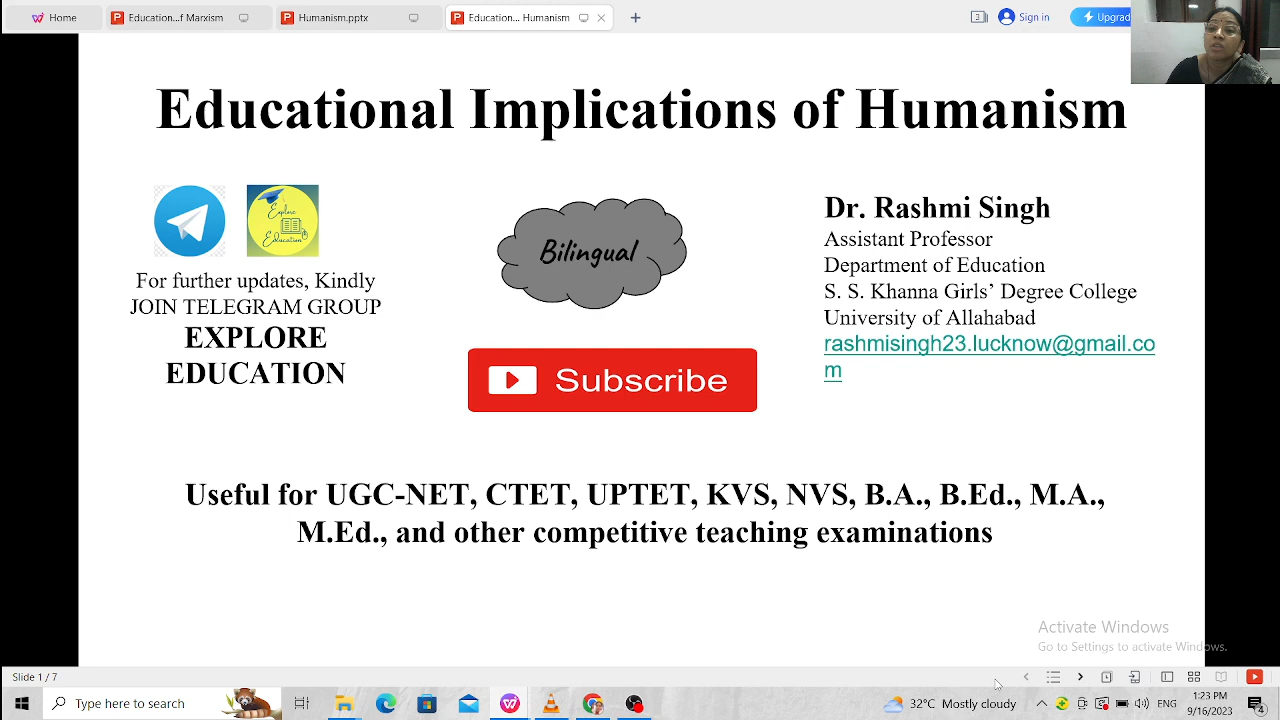 Home
Education... f Marxism
Humanism.pptx
Education... Humanism
Sign in
Upgrad
Educational Implications of Humanism
Explore
Education
For further updates, Kindly
JOIN TELEGRAM GROUP
EXPLORE
EDUCATION
Bilingual
Subscribe
Dr. Rashmi Singh
Assistant Professor
Department of Education
S. S. Khanna Girls’ Degree College
University of Allahabad
rashmisingh23.lucknow@gmail.co
m
Useful for UGC-NET, CTET, UPTET, KVS, NVS, B.A., B.Ed., M.A.,
M.Ed., and other competitive teaching examinations
Activate Windows
Go to Settings to activate Windows.
Slide 1 / 7
Type here to search
32°C Mostly cloudy
ENG
1:23 PM
9/16/2023
4